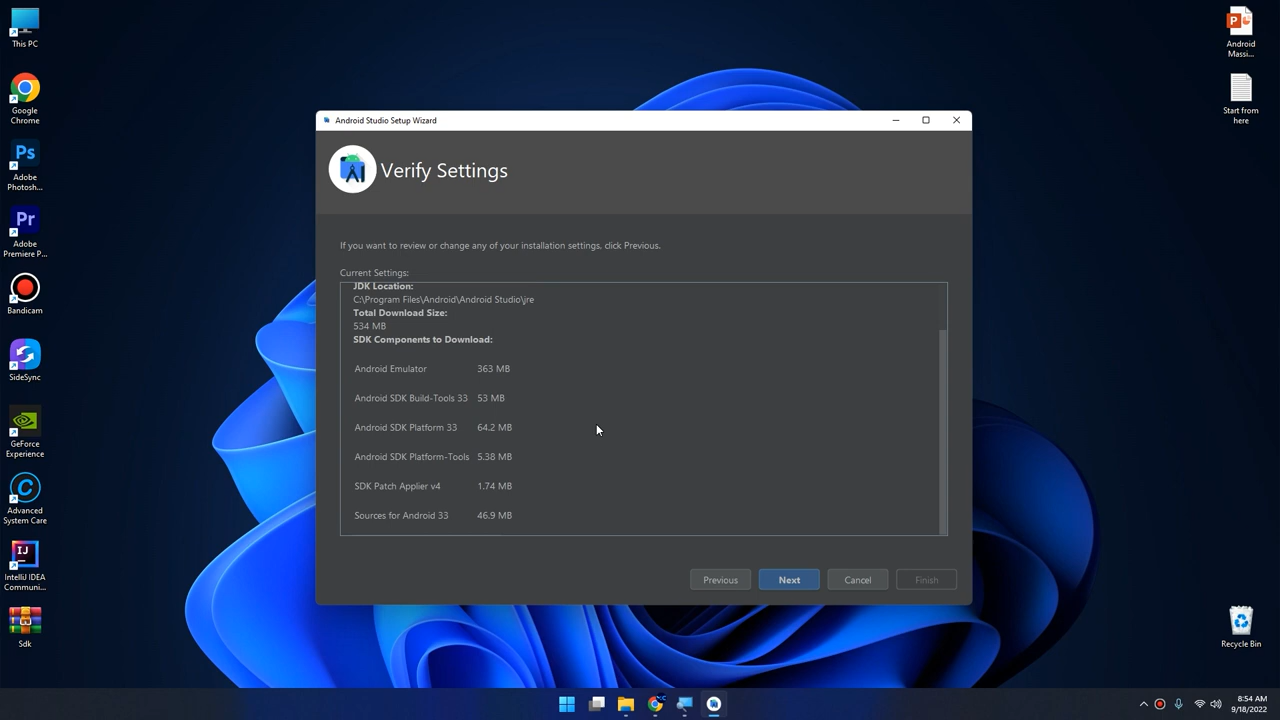 This PC
Google
Chrome
Ps
Adobe
Photosh...
Pr
Adobe
Premiere P...
Bandicam
SideSync
GeForce
Experience
Advanced
System Care
IJ
IntelliJ IDEA
Communi...
Sdk
Android Studio Setup Wizard
Verify Settings
If you want to review or change any of your installation settings, click Previous.
Current Settings:
JDK Location:
C:\Program Files\Android\Android Studio\jre
Total Download Size:
534 MB
SDK Components to Download:
Android Emulator 363 MB
Android SDK Build-Tools 33 53 MB
Android SDK Platform 33 64.2 MB
Android SDK Platform-Tools 5.38 MB
SDK Patch Applier v4 1.74 MB
Sources for Android 33 46.9 MB
Previous Next Cancel Finish
P
Android
Massi...
Start from
here
Recycle Bin
8:54 AM
9/18/2022